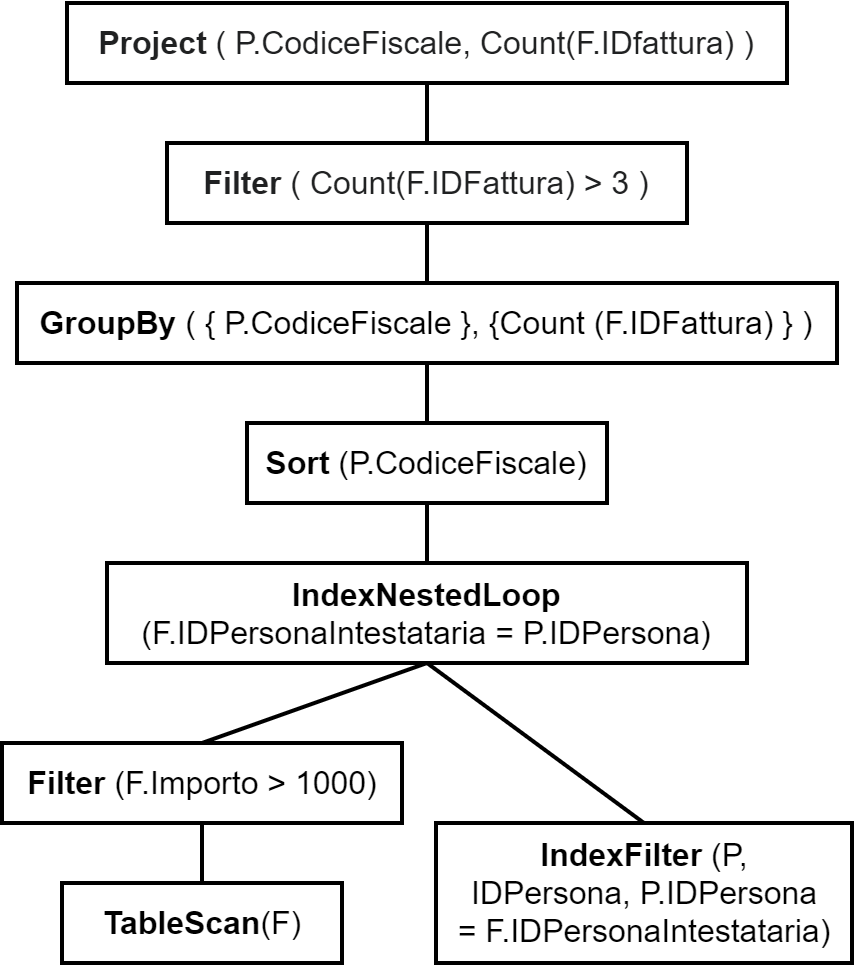 Project ( P.CodiceFiscale, Count(F.IDfattura) )
Filter ( Count(F.IDFattura) > 3 )
GroupBy ( { P.CodiceFiscale }, {Count (F.IDFattura) } )
Sort (P.CodiceFiscale)
IndexNestedLoop
(F.IDPersonaIntestataria = P.IDPersona)
Filter (F.Importo > 1000)
TableScan(F)
IndexFilter (P,
IDPersona, P.IDPersona
= F.IDPersonaIntestataria)